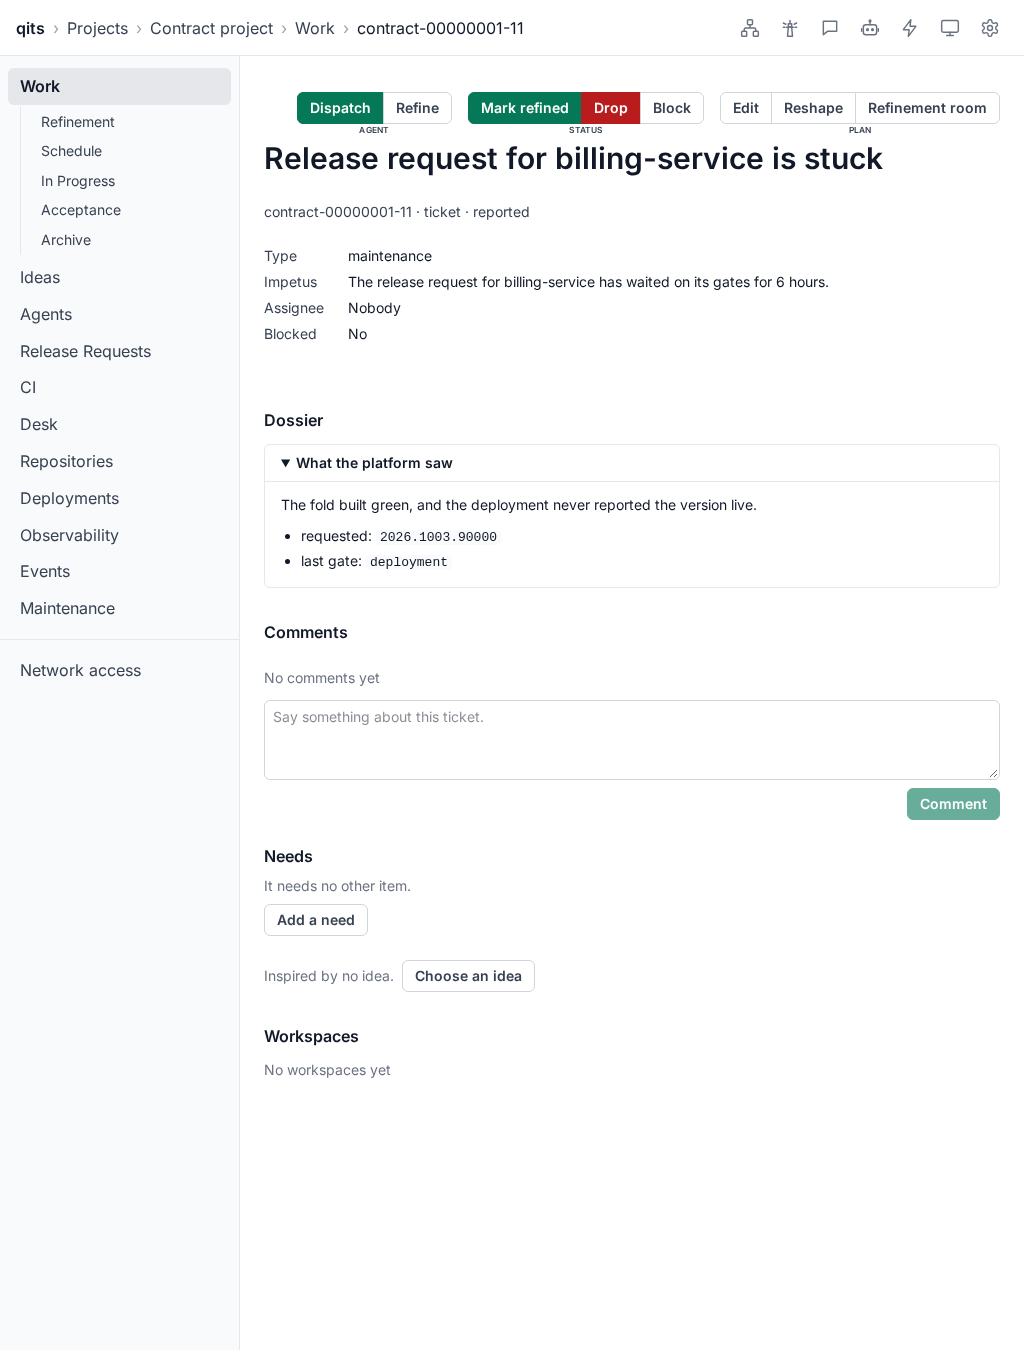 qits › Projects › Contract project › Work › contract-00000001-11
Work
Refinement
Schedule
In Progress
Acceptance
Archive
Ideas
Agents
Release Requests
CI
Desk
Repositories
Deployments
Observability
Events
Maintenance
Network access
Dispatch Refine
AGENT
Mark refined Drop Block
STATUS
Edit Reshape Refinement room
PLAN
Release request for billing-service is stuck
contract-00000001-11 · ticket · reported
Type maintenance
Impetus The release request for billing-service has waited on its gates for 6 hours.
Assignee Nobody
Blocked No
Dossier
▼ What the platform saw
The fold built green, and the deployment never reported the version live.
• requested: 2026.1003.90000
• last gate: deployment
Comments
No comments yet
Say something about this ticket.
Comment
Needs
It needs no other item.
Add a need
Inspired by no idea. Choose an idea
Workspaces
No workspaces yet